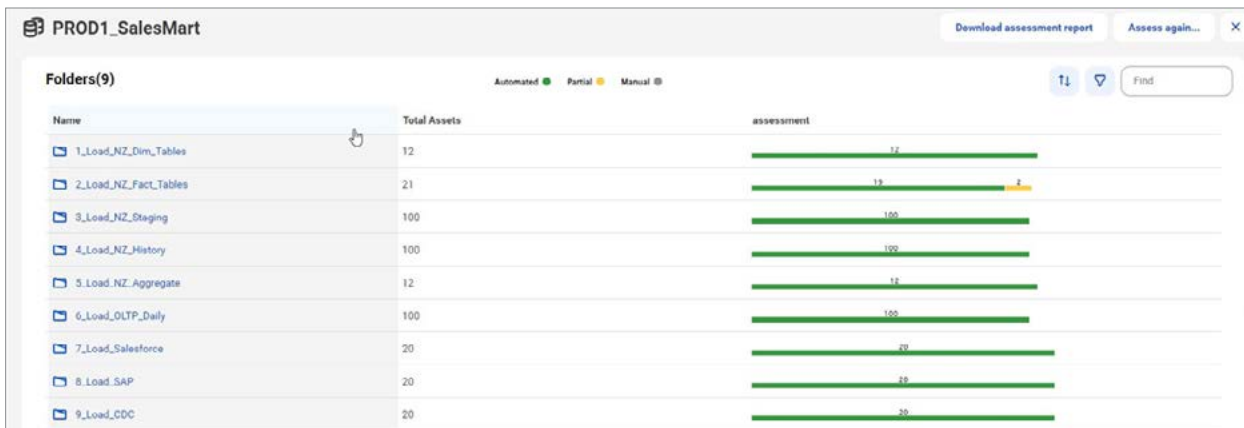 PROD1_SalesMart
Download assessment report
Assess again...
Folders(9)
Automated Partial Manual
Find
Name Total Assets assessment
1_Load_NZ_Dim_Tables 12 12
2_Load_NZ_Fact_Tables 21 19 2
3_Load_NZ_Staging 100 100
4_Load_NZ_History 100 100
5_Load_NZ_Aggregate 12 12
6_Load_OLTP_Daily 100 100
7_Load_Salesforce 20 20
8_Load_SAP 20 20
9_Load_CDC 20 20